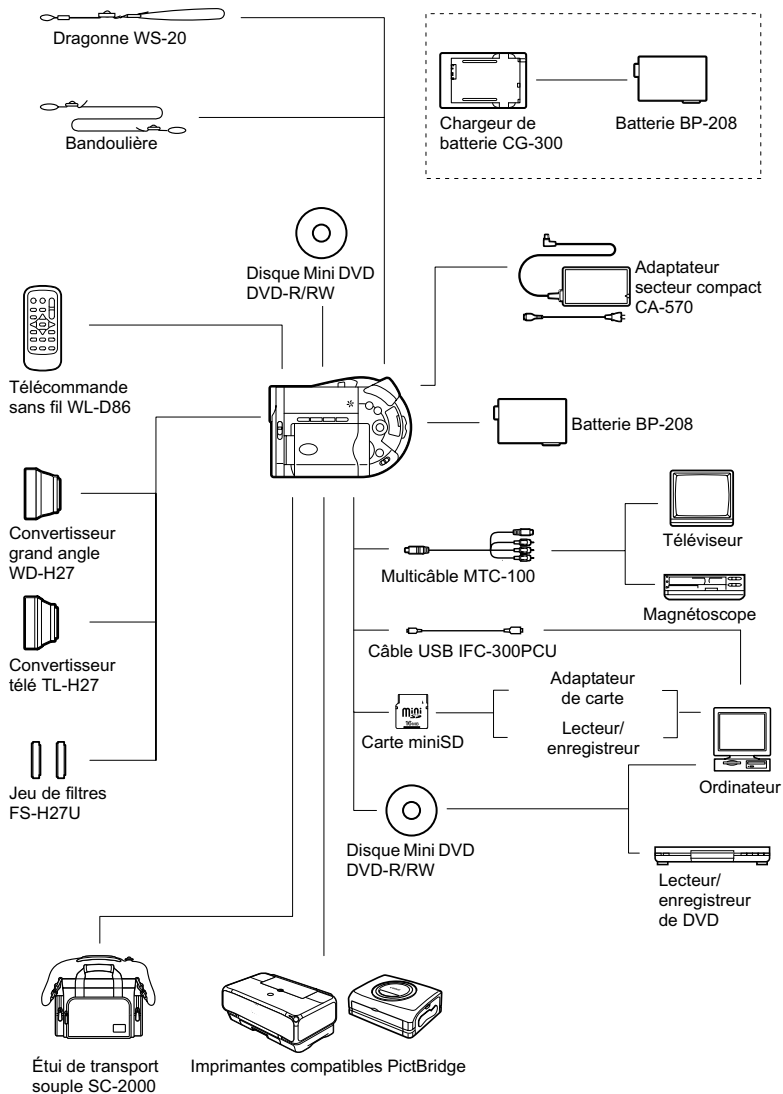 Dragonne WS-20
Bandoulière
Chargeur de
batterie CG-300
Batterie BP-208
Disque Mini DVD
DVD-R/RW
Adaptateur
secteur compact
CA-570
Télécommande
sans fil WL-D86
Batterie BP-208
Convertisseur
grand angle
WD-H27
Multicâble MTC-100
Téléviseur
Magnétoscope
Convertisseur
télé TL-H27
Câble USB IFC-300PCU
Adaptateur
de carte
mini
Carte miniSD
Lecteur/
enregistreur
Ordinateur
Jeu de filtres
FS-H27U
Disque Mini DVD
DVD-R/RW
Lecteur/
enregistreur
de DVD
Étui de transport
souple SC-2000
Imprimantes compatibles PictBridge